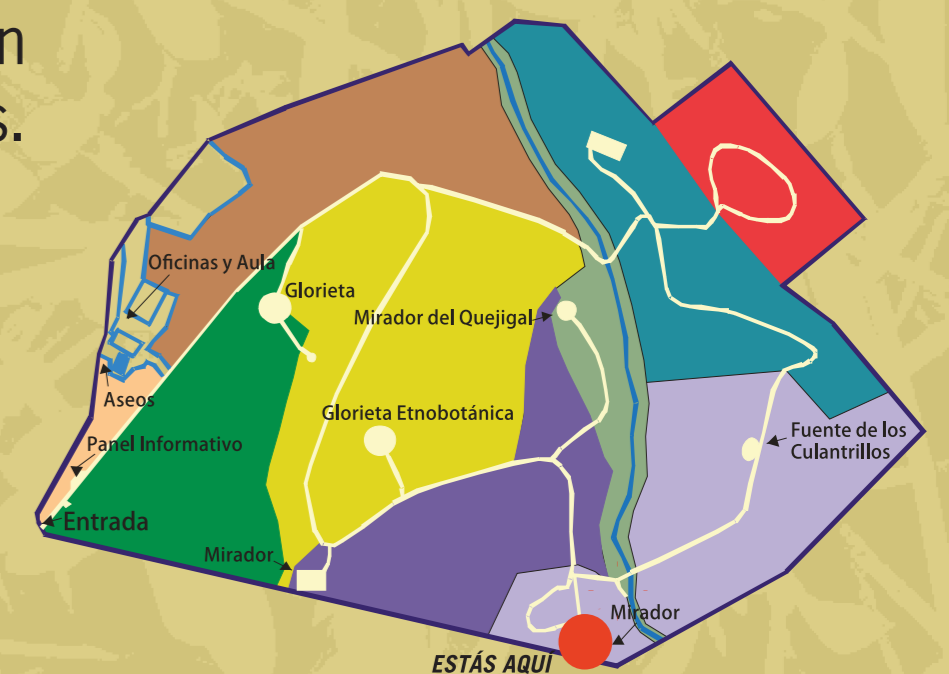 n
s.
Oficinas y Aula
Glorieta
Mirador del Quejigal
Aseos
Glorieta Etnobotánica
Panel Informativo
Fuente de los
Culantrillos
Entrada
Mirador
Mirador
ESTÁS AQUÍ